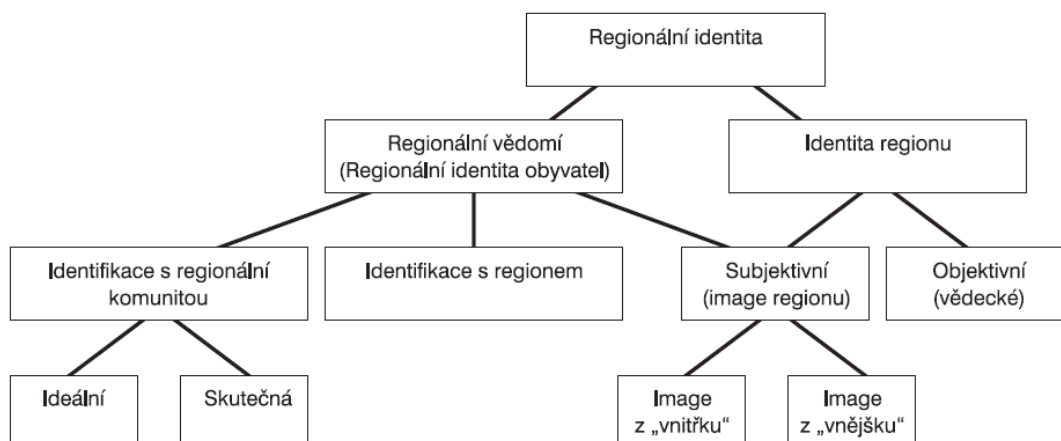 Regionální identita
Regionální vědomí
(Regionální identita obyvatel)
Identita regionu
Identifikace s regionální
komunitou
Identifikace s regionem
Subjektivní
(image regionu)
Objektivní
(vědecké)
Ideální
Skutečná
Image
z „vnitřku“
Image
z „vnějšku“